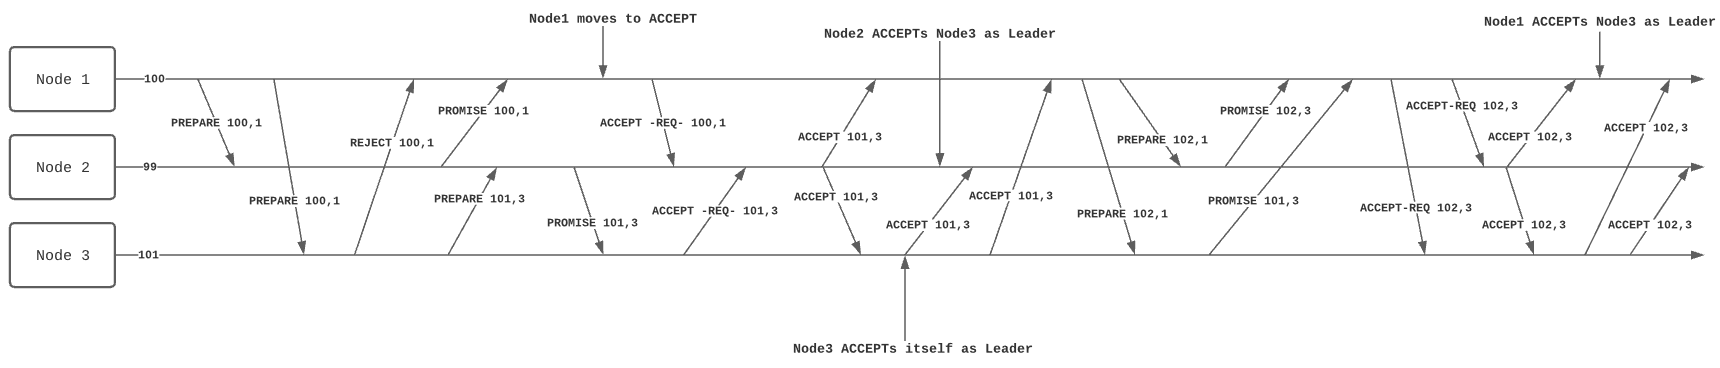 Node1 moves to ACCEPT
Node2 ACCEPTs Node3 as Leader
Node1 ACCEPTs Node3 as Leader
Node 1
100
PREPARE 100,1
PREPARE 100,1
REJECT 100,1
PROMISE 100,1
ACCEPT -REQ- 100,1
ACCEPT 101,3
ACCEPT 101,3
PREPARE 102,1
PREPARE 102,1
PROMISE 102,3
PROMISE 101,3
ACCEPT-REQ 102,3
ACCEPT-REQ 102,3
ACCEPT 102,3
ACCEPT 102,3
Node 2
99
PREPARE 101,3
PROMISE 101,3
ACCEPT -REQ- 101,3
ACCEPT 101,3
ACCEPT 101,3
ACCEPT 102,3
ACCEPT 102,3
Node 3
101
Node3 ACCEPTs itself as Leader